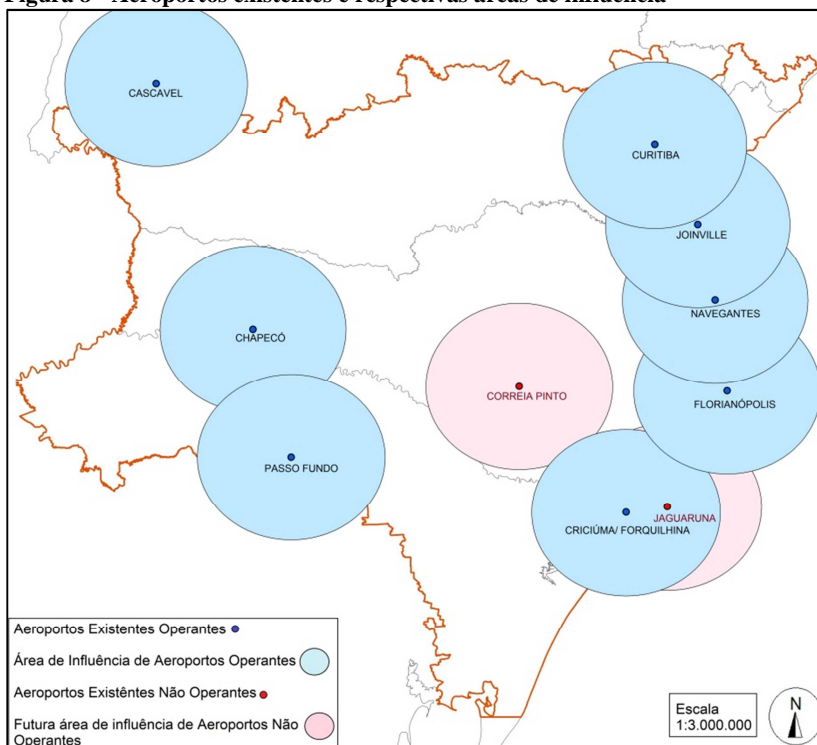 Figura 8 - Aeroportos existentes e respectivas áreas de influência
CASCAVEL
CURITIBA
JOINVILLE
NAVEGANTES
CHAPECÓ
CORREIA PINTO
FLORIANÓPOLIS
PASSO FUNDO
JAGUARUNA
CRICIÚMA/ FORQUILHINA
Aeroportos Existentes Operantes
Área de Influência de Aeroportos Operantes
Aeroportos Existêntes Não Operantes
Futura área de influência de Aeroportos Não
Operantes
Escala
1:3.000.000
N